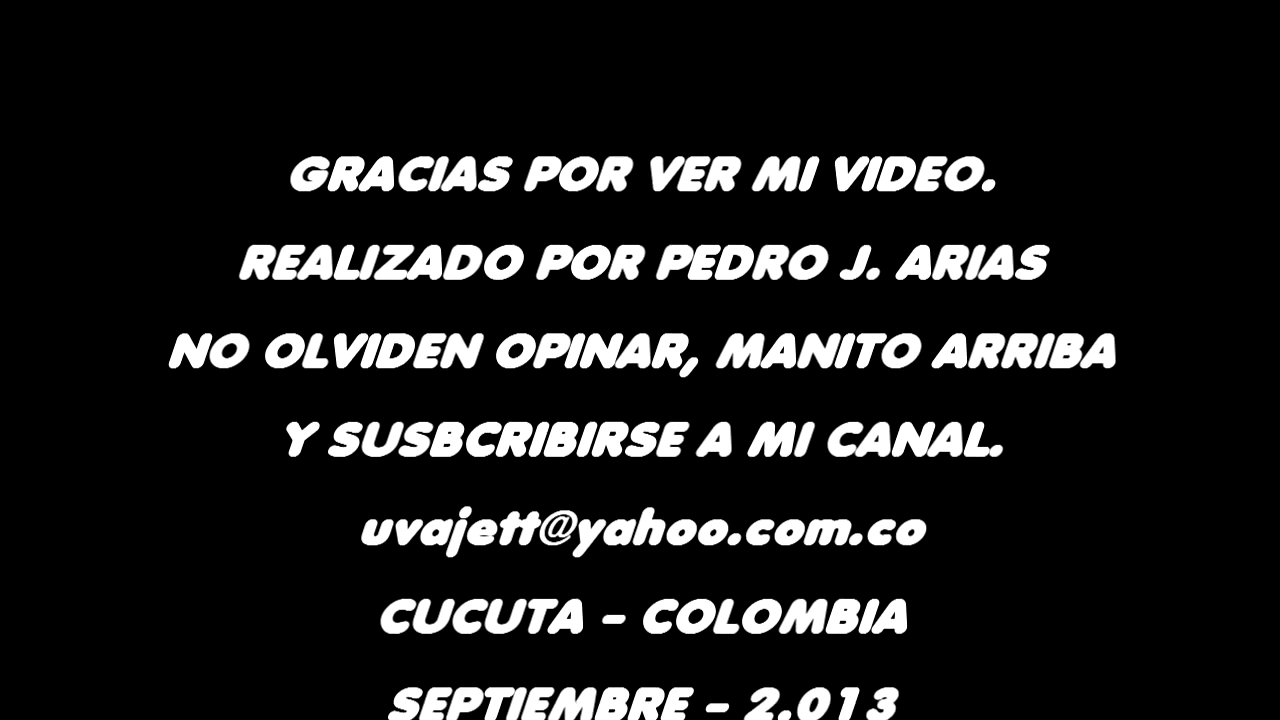 GRACIAS POR VER MI VIDEO.
REALIZADO POR PEDRO J. ARIAS
NO OLVIDEN OPINAR, MANITO ARRIBA
Y SUSBCRIBIRSE A MI CANAL.
uvajett@yahoo.com.co
CUCUTA - COLOMBIA
SEPTIEMBRE - 2.013